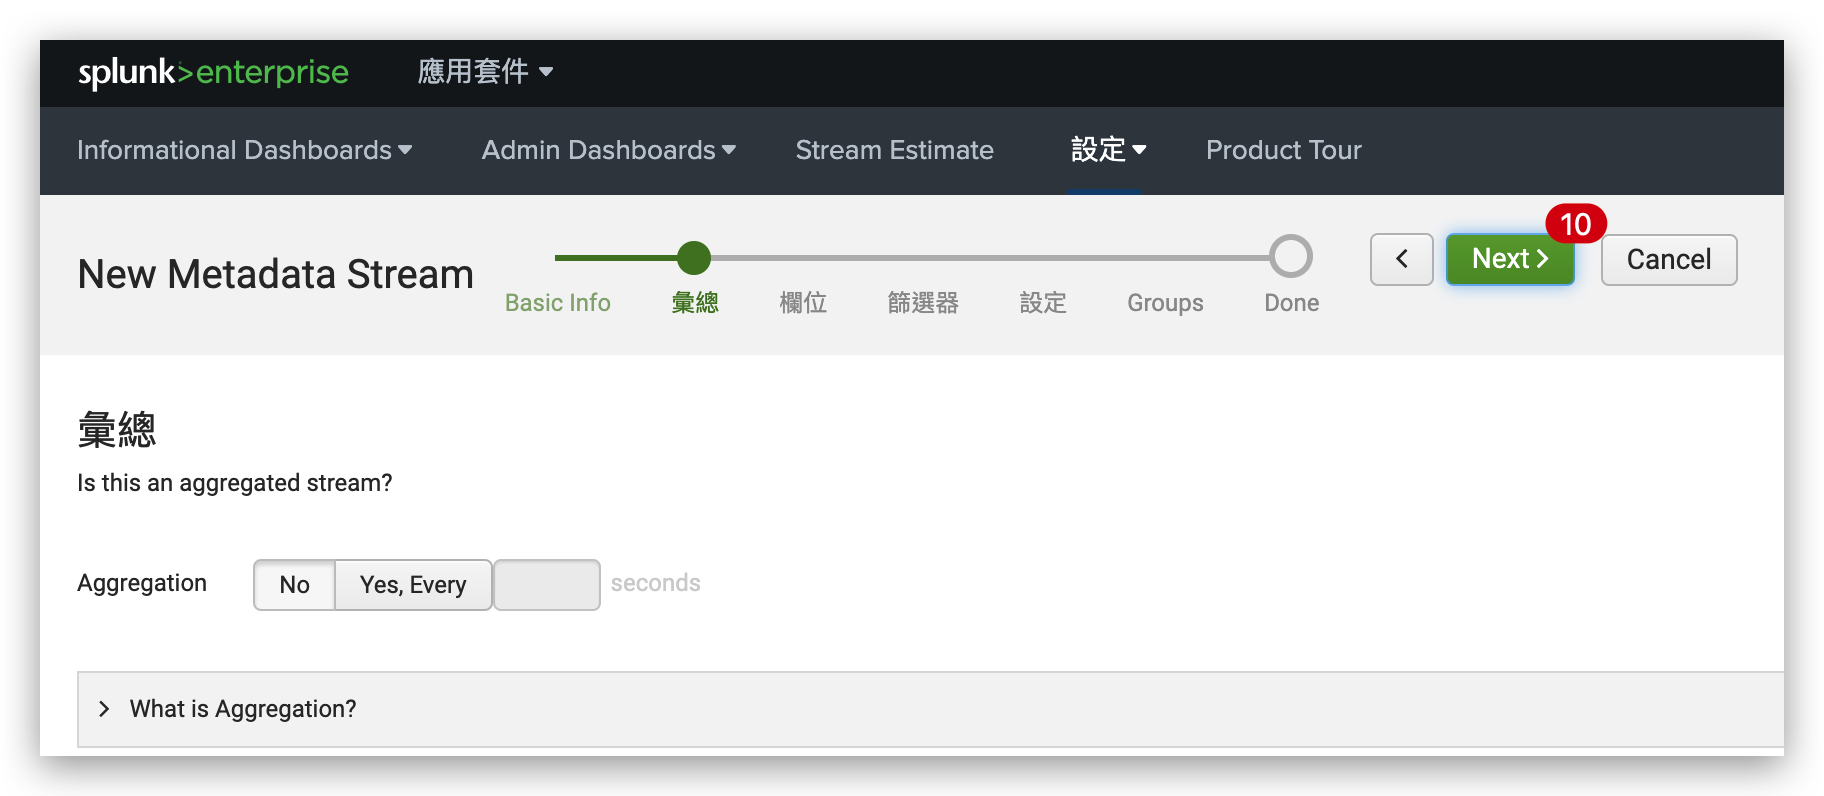 splunk>enterprise 應用套件
Informational Dashboards Admin Dashboards Stream Estimate 設定 Product Tour
New Metadata Stream
Basic Info 彙總 欄位 篩選器 設定 Groups Done
< Next > 10 Cancel
彙總
Is this an aggregated stream?
Aggregation No Yes, Every seconds
> What is Aggregation?